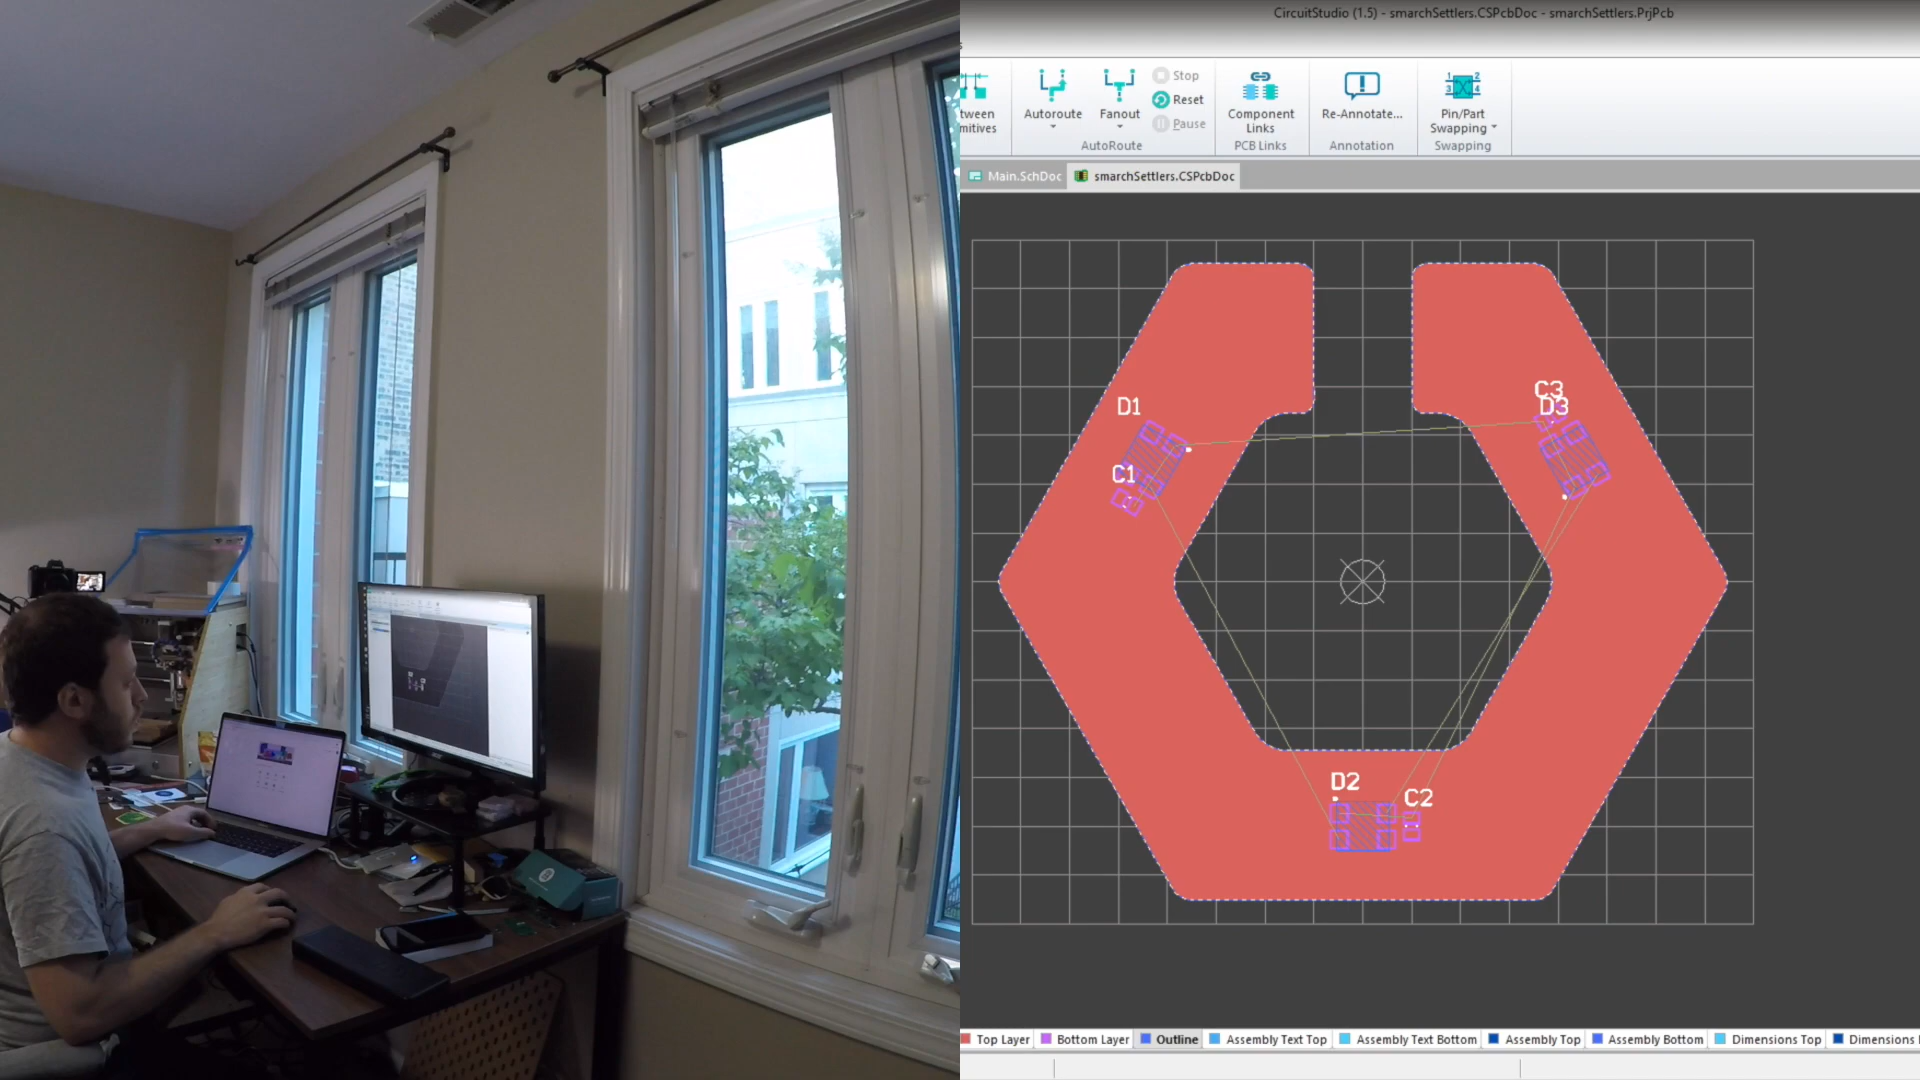 CircuitStudio (1.5) - smarchSettlers.CSPcbDoc - smarchSettlers.PrjPcb
tween
mitives
Autoroute
Fanout
Stop
Reset
Pause
AutoRoute
Component
Links
PCB Links
Re-Annotate...
Annotation
Pin/Part
Swapping
Swapping
Main.SchDoc
smarchSettlers.CSPcbDoc
C3
D3
D1
C1
D2
C2
Top Layer
Bottom Layer
Outline
Assembly Text Top
Assembly Text Bottom
Assembly Top
Assembly Bottom
Dimensions Top
Dimensions